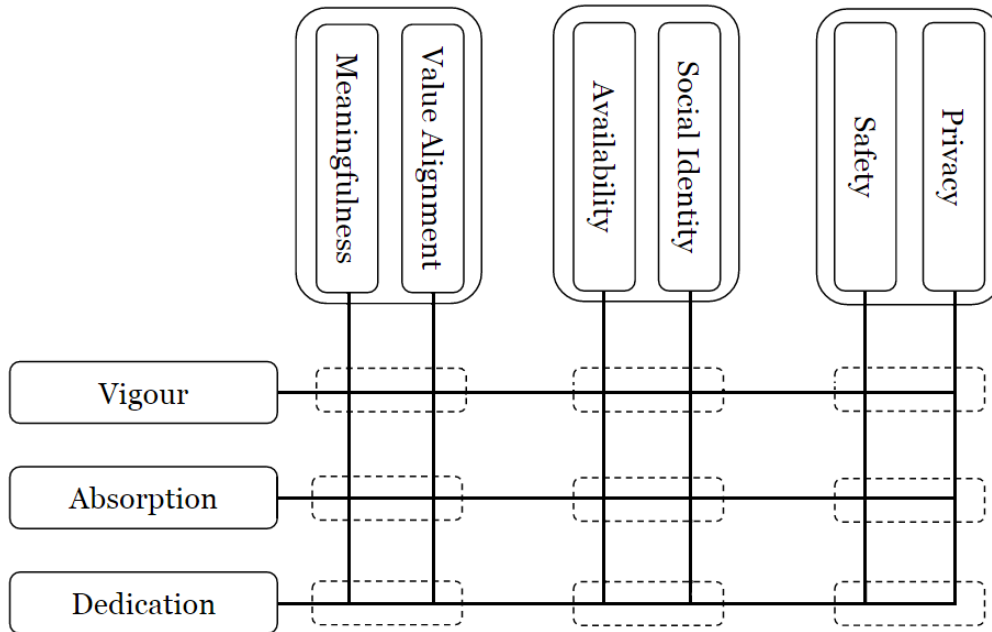 Meaningfulness
Value Alignment
Availability
Social Identity
Safety
Privacy
Vigour
Absorption
Dedication